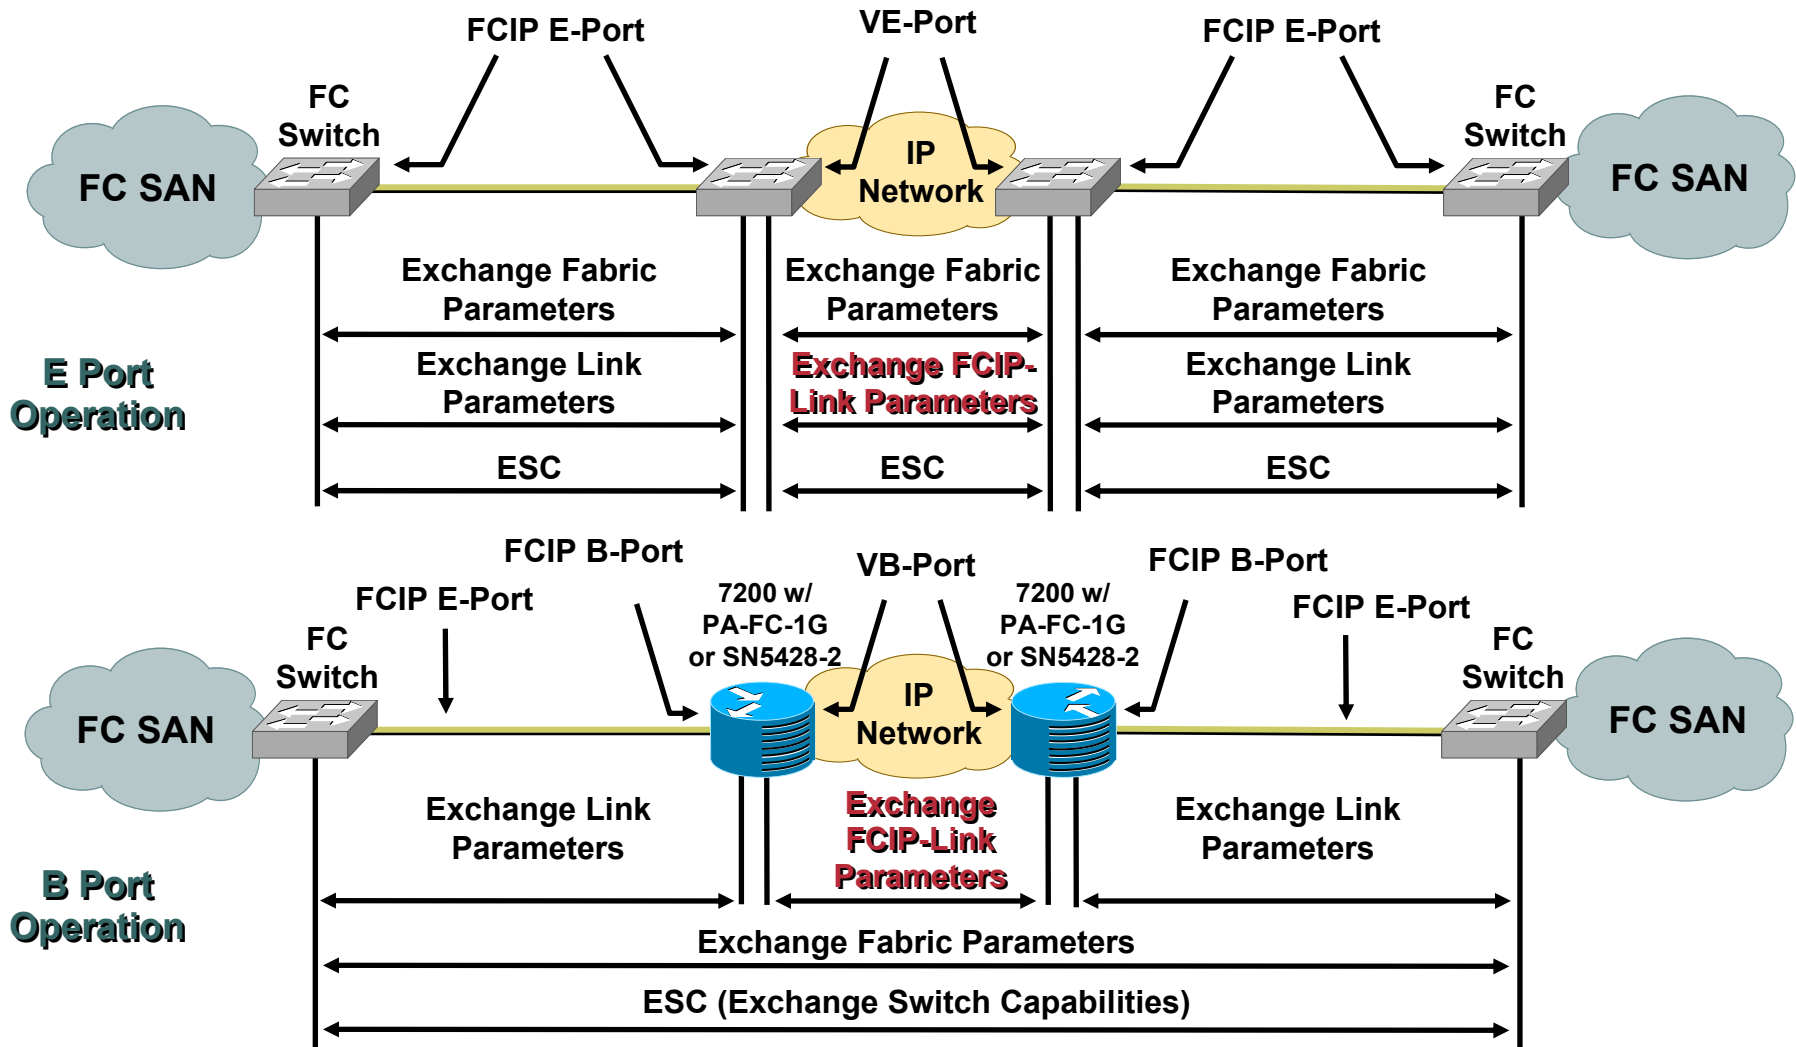 FCIP E-Port
VE-Port
FCIP E-Port
FC
Switch
FC
Switch
FC SAN
IP
Network
FC SAN
Exchange Fabric
Parameters
Exchange Fabric
Parameters
Exchange Fabric
Parameters
E Port
Operation
Exchange Link
Parameters
Exchange FCIP-
Link Parameters
Exchange Link
Parameters
ESC
ESC
ESC
FCIP B-Port
VB-Port
FCIP B-Port
FCIP E-Port
7200 w/
PA-FC-1G
or SN5428-2
7200 w/
PA-FC-1G
or SN5428-2
FCIP E-Port
FC
Switch
FC
Switch
FC SAN
IP
Network
FC SAN
Exchange Link
Parameters
Exchange
FCIP-Link
Parameters
Exchange Link
Parameters
B Port
Operation
Exchange Fabric Parameters
ESC (Exchange Switch Capabilities)